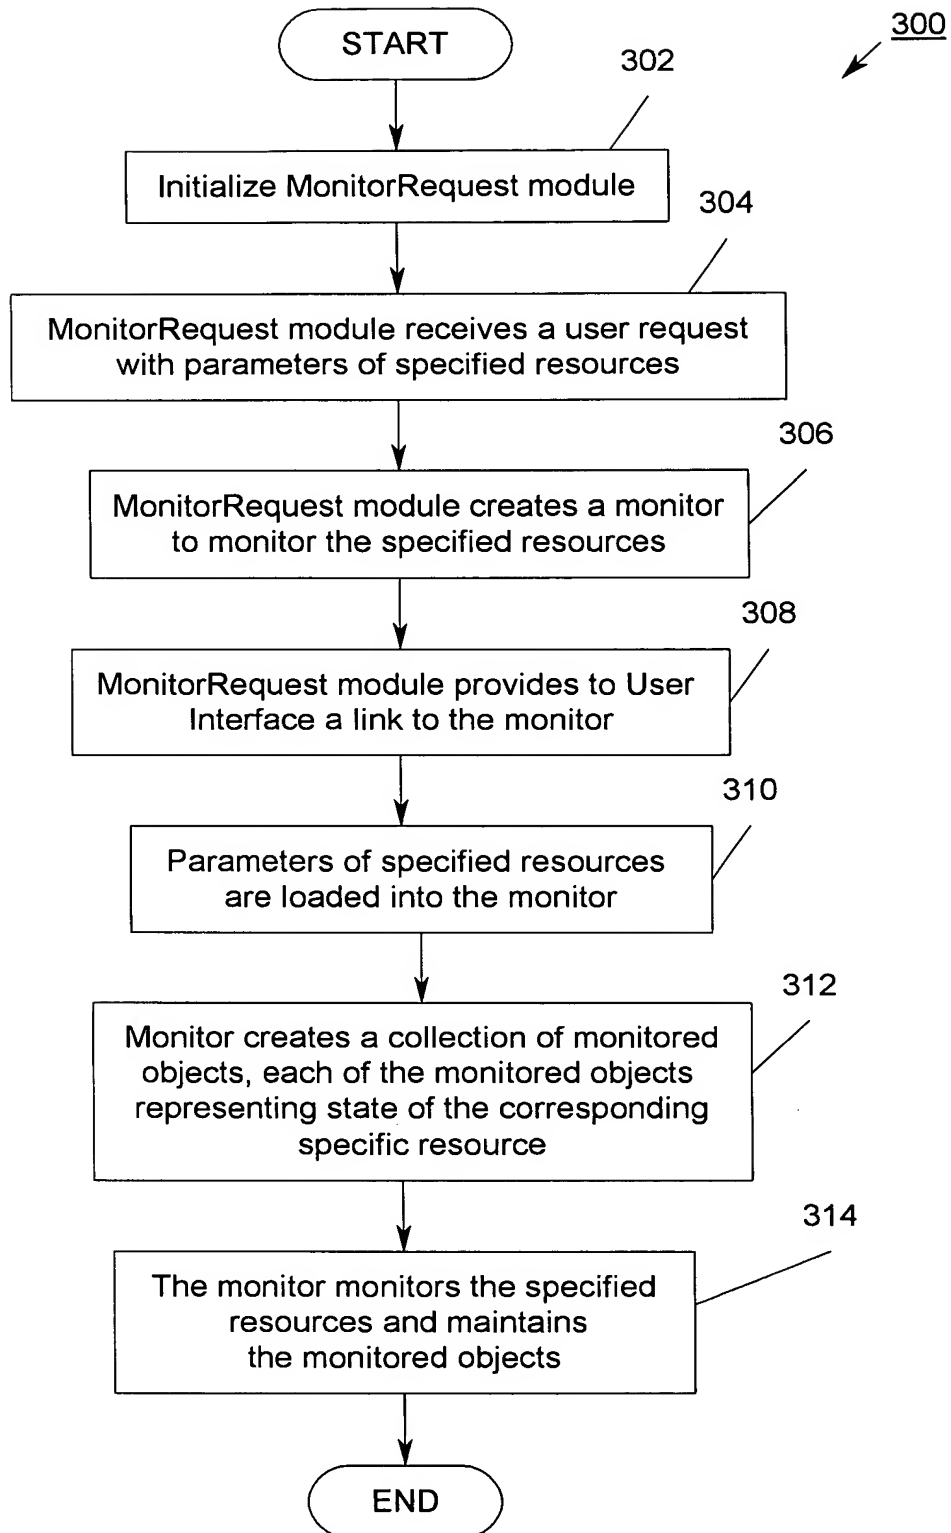 300
START
302
Initialize MonitorRequest module
304
MonitorRequest module receives a user request
with parameters of specified resources
306
MonitorRequest module creates a monitor
to monitor the specified resources
308
MonitorRequest module provides to User
Interface a link to the monitor
310
Parameters of specified resources
are loaded into the monitor
312
Monitor creates a collection of monitored
objects, each of the monitored objects
representing state of the corresponding
specific resource
314
The monitor monitors the specified
resources and maintains
the monitored objects
END